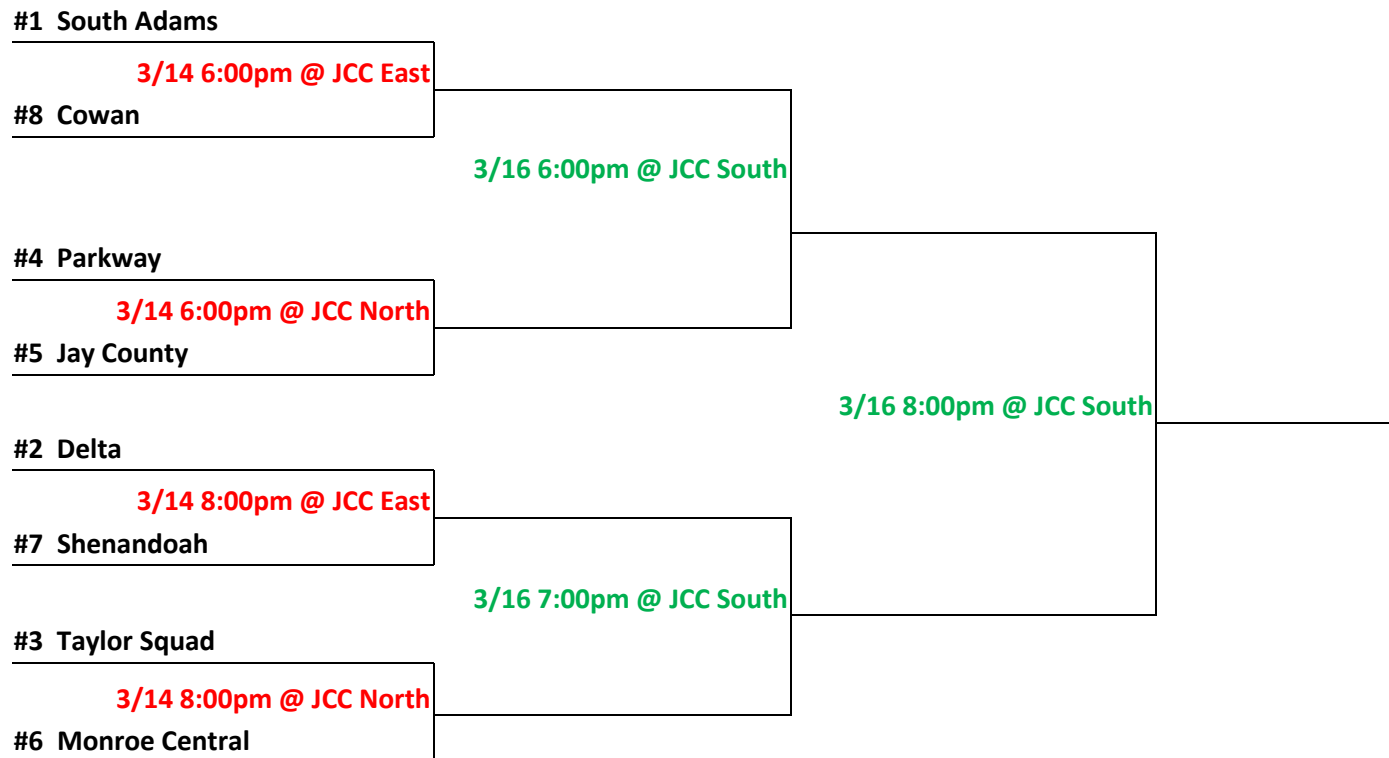 #1 South Adams
3/14 6:00pm @ JCC East
#8 Cowan
3/16 6:00pm @ JCC South
#4 Parkway
3/14 6:00pm @ JCC North
#5 Jay County
3/16 8:00pm @ JCC South
#2 Delta
3/14 8:00pm @ JCC East
#7 Shenandoah
3/16 7:00pm @ JCC South
#3 Taylor Squad
3/14 8:00pm @ JCC North
#6 Monroe Central